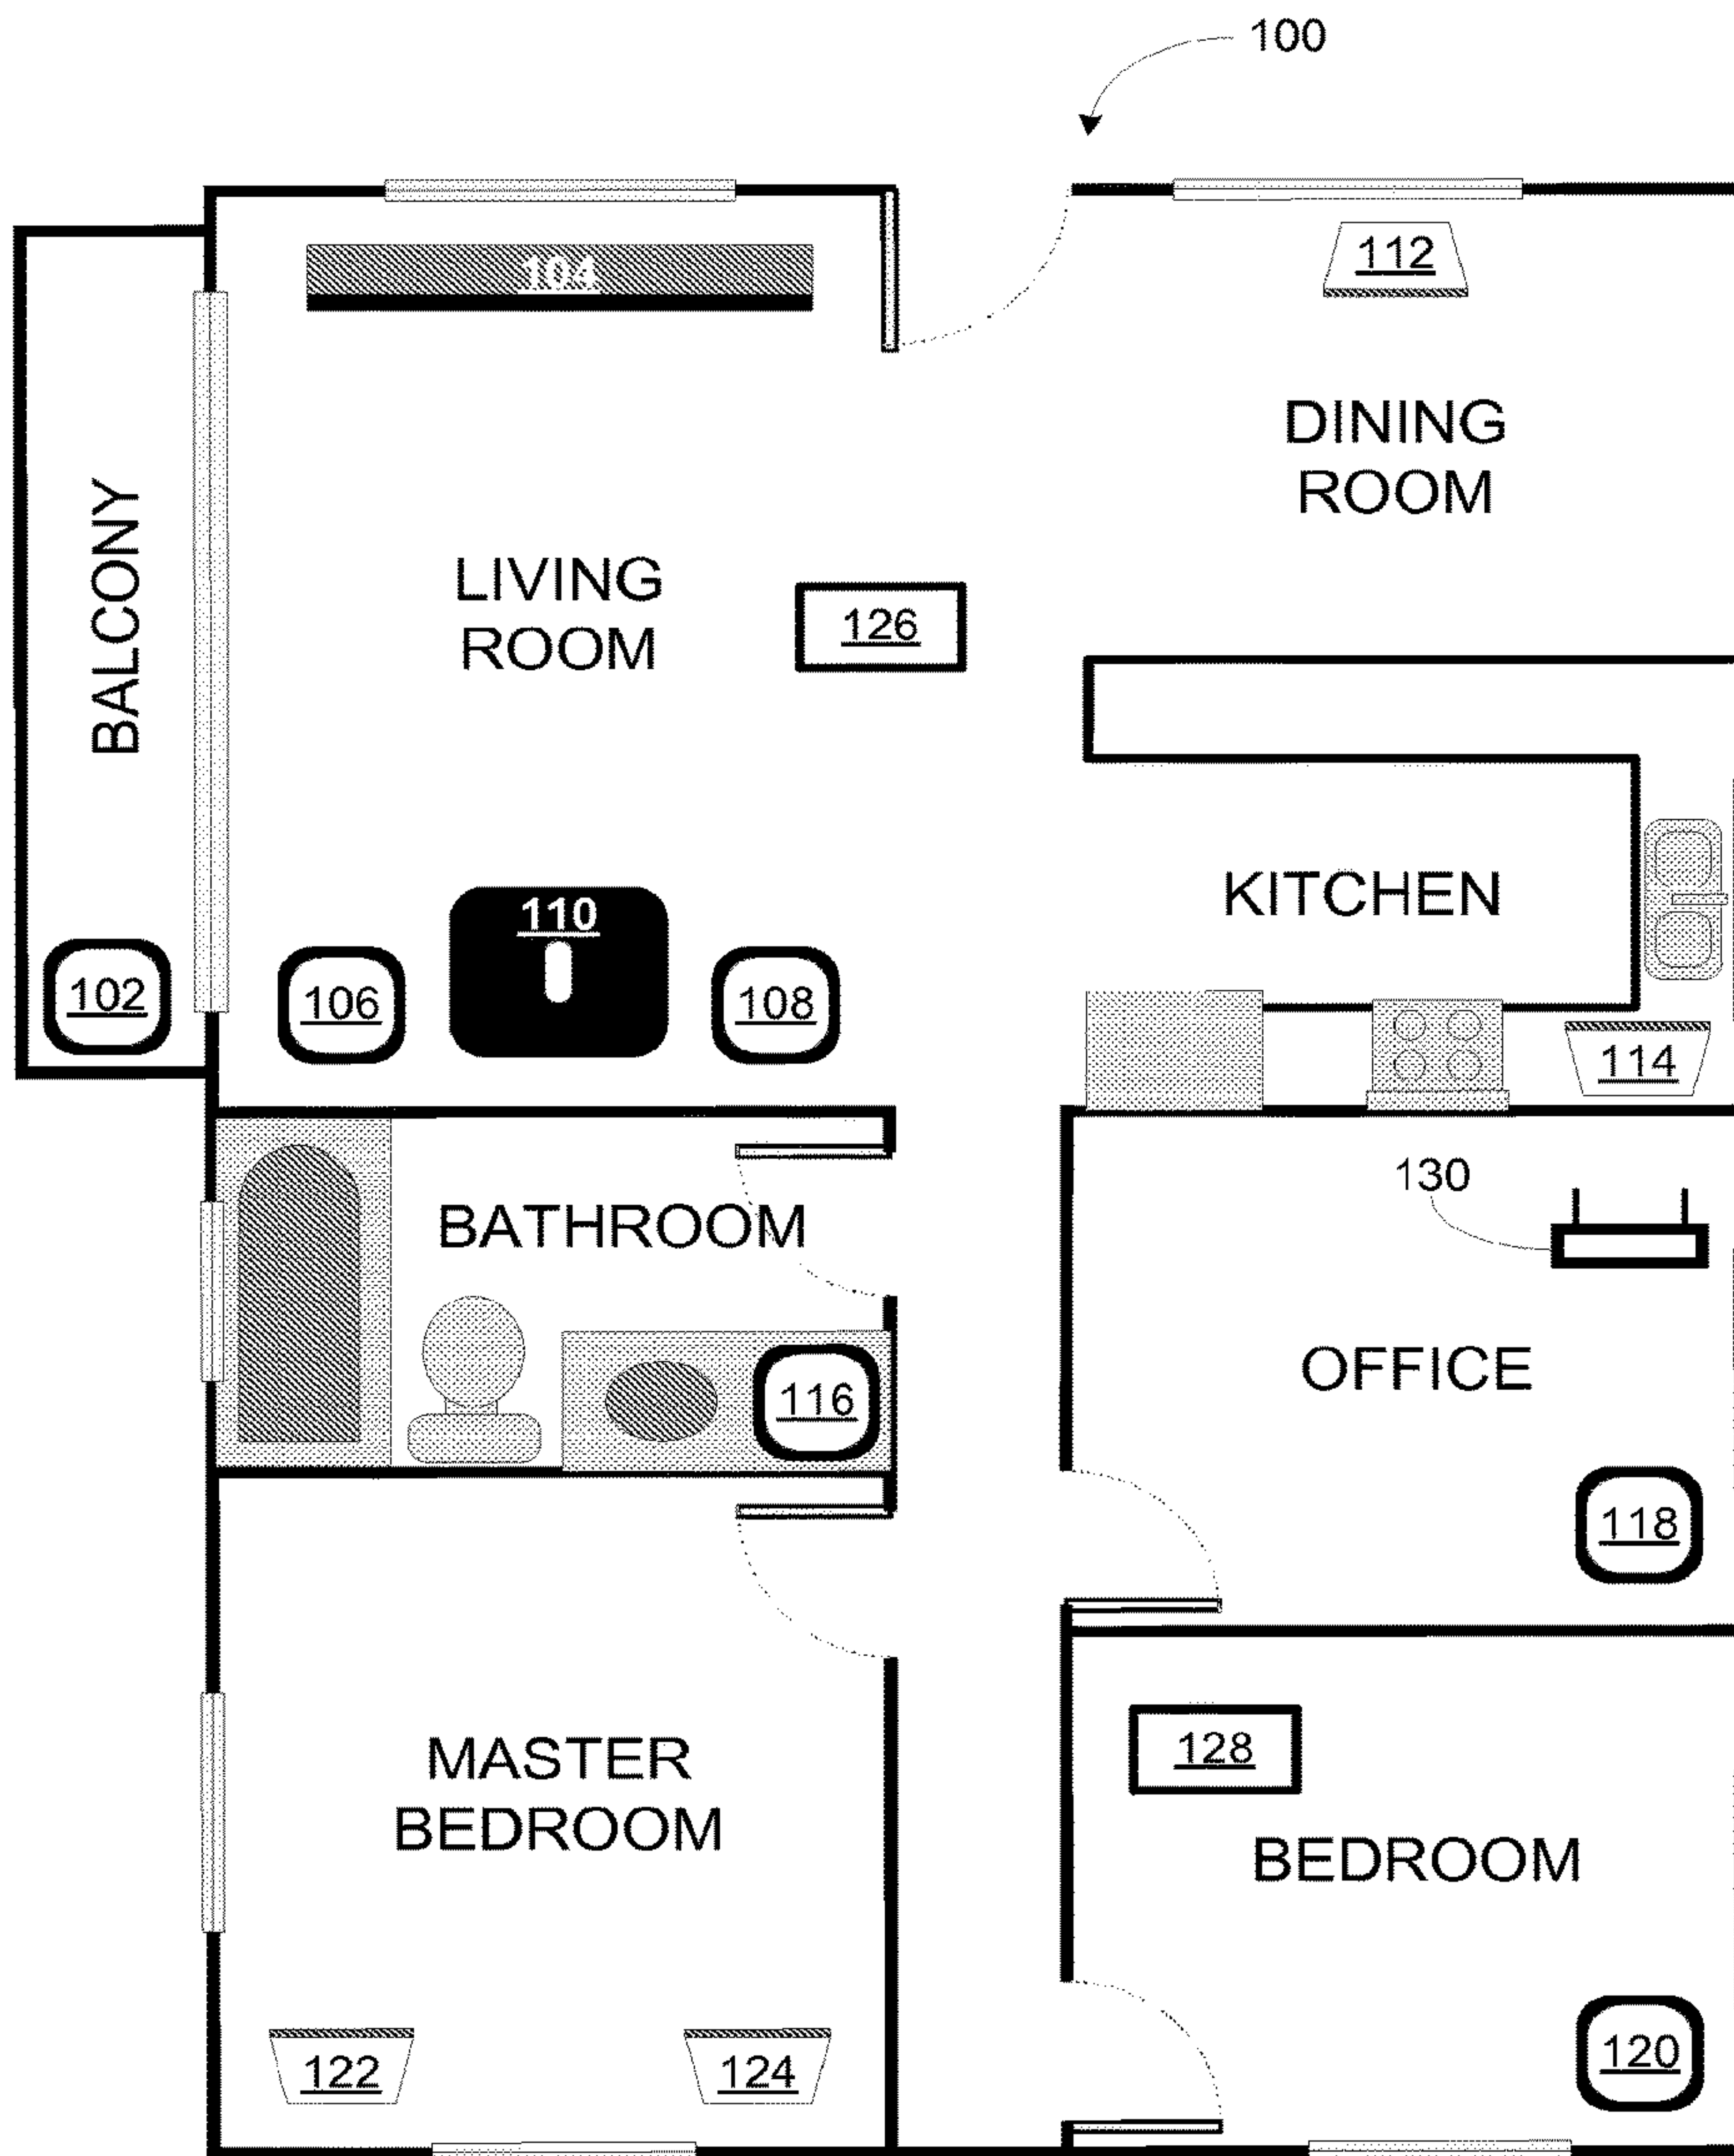 100
104
112
DINING
ROOM
BALCONY
LIVING
ROOM
126
KITCHEN
110
102
106
108
114
130
BATHROOM
OFFICE
116
118
128
MASTER
BEDROOM
BEDROOM
122
124
120